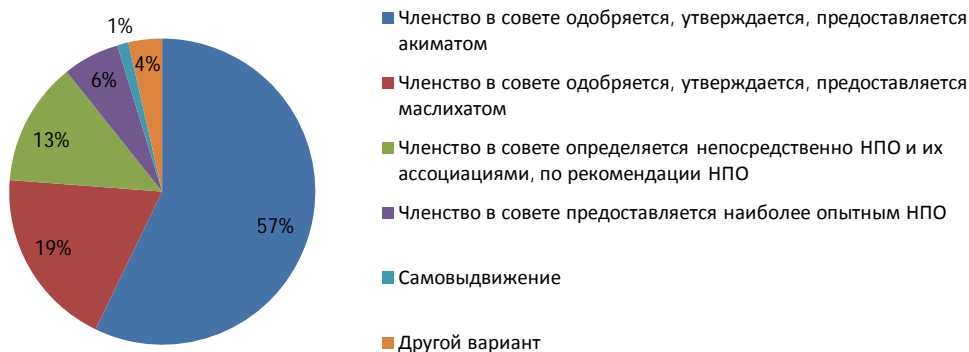 1%
4%
6%
13%
19%
57%
Членство в совете одобряется, утверждается, предоставляется
акиматом
Членство в совете одобряется, утверждается, предоставляется
маслихатом
Членство в совете определяется непосредственно НПО и их
ассоциациями, по рекомендации НПО
Членство в совете предоставляется наиболее опытным НПО
Самовыдвижение
Другой вариант